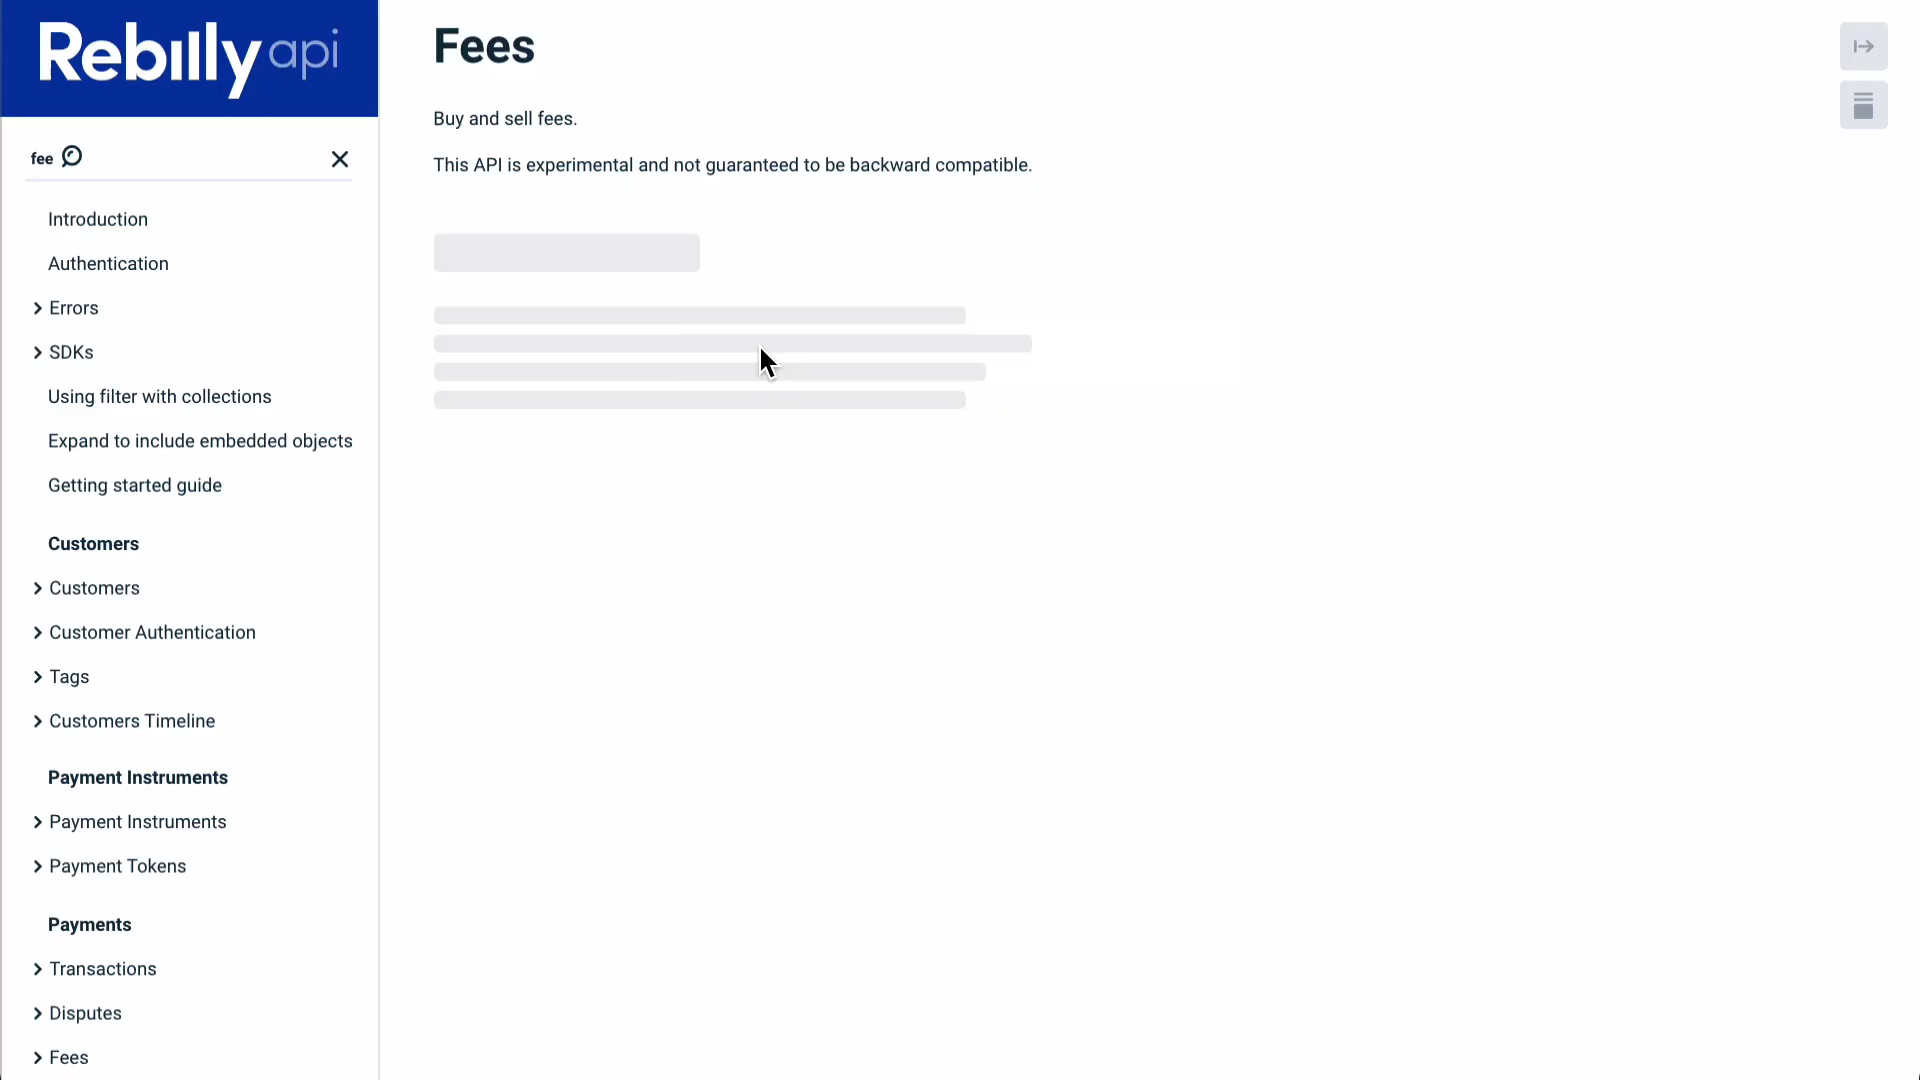 Rebilly api
fee
Introduction
Authentication
Errors
SDKs
Using filter with collections
Expand to include embedded objects
Getting started guide
Customers
Customers
Customer Authentication
Tags
Customers Timeline
Payment Instruments
Payment Instruments
Payment Tokens
Payments
Transactions
Disputes
Fees
Fees
Buy and sell fees.
This API is experimental and not guaranteed to be backward compatible.